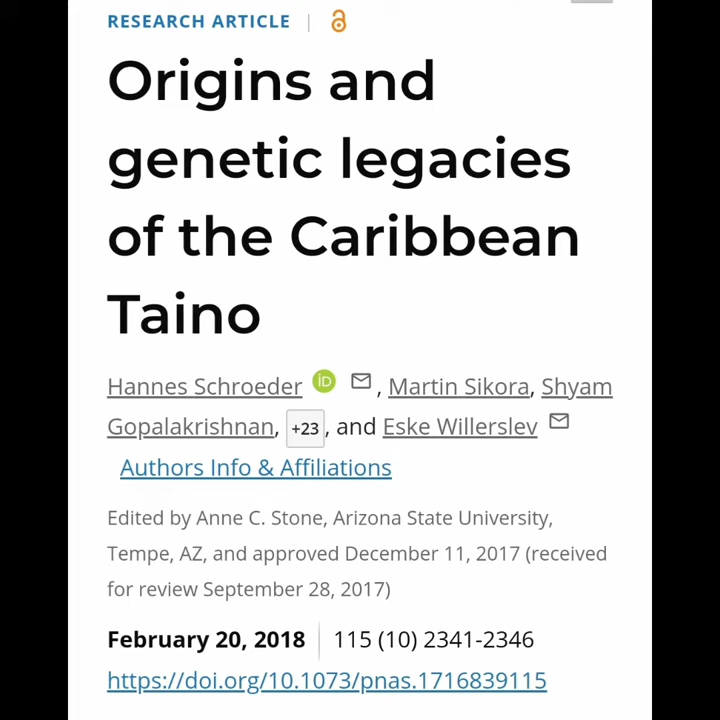 RESEARCH ARTICLE
Origins and
genetic legacies
of the Caribbean
Taino
Hannes Schroeder iD , Martin Sikora, Shyam
Gopalakrishnan, +23, and Eske Willerslev
Authors Info & Affiliations
Edited by Anne C. Stone, Arizona State University,
Tempe, AZ, and approved December 11, 2017 (received
for review September 28, 2017)
February 20, 2018 | 115 (10) 2341-2346
https://doi.org/10.1073/pnas.1716839115